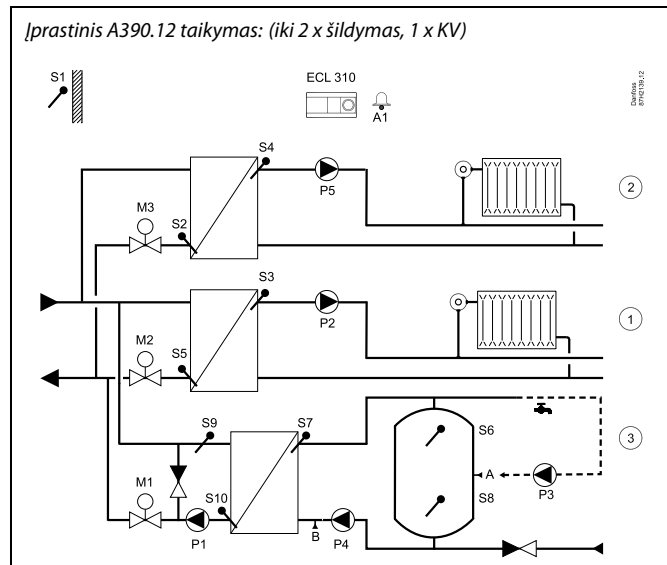 Įprastinis A390.12 taikymas: (iki 2 x šildymas, 1 x KV)
S1
ECL 310
A1
Danfoss
87H2139.12
S4
P5
M3
S2
2
S3
P2
M2
S5
1
S9
S7
S6
3
A
S8
P3
M1
S10
P1
B
P4